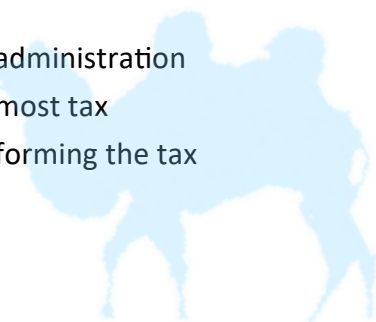 administration
most tax
forming the tax